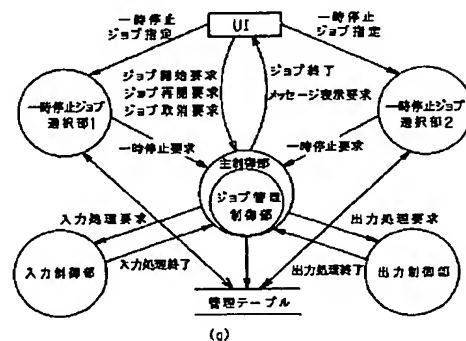 一時停止
ジョブ指定
UI
一時停止
ジョブ指定
ジョブ開始要求
ジョブ再開要求
ジョブ取消要求
ジョブ終了
メッセージ表示要求
一時停止ジョブ
選択部1
一時停止ジョブ
選択部2
一時停止要求
一時停止要求
主制御部
ジョブ管理
制御部
入力処理要求
出力処理要求
入力制御部
入力処理終了
出力処理終了
出力制御部
管理テーブル
(a)